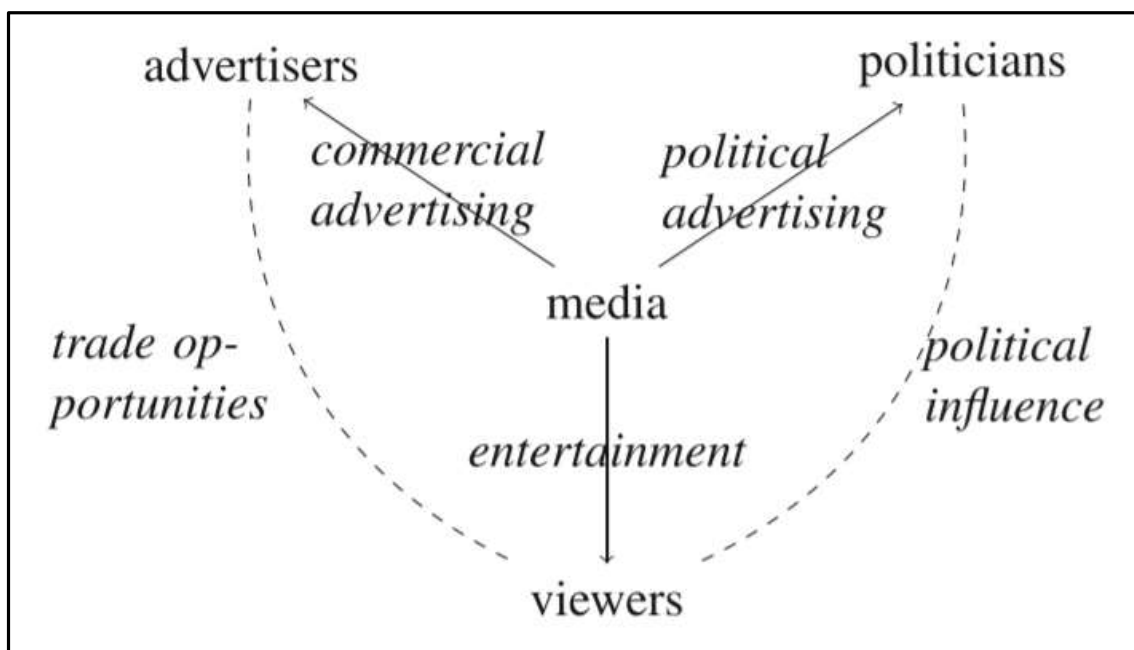 advertisers
politicians
commercial
advertising
political
advertising
media
trade op-
portunities
political
influence
entertainment
viewers